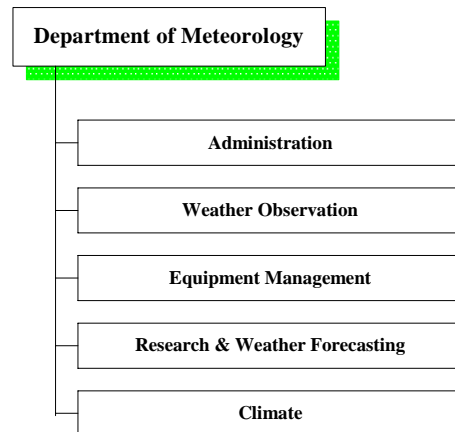 Department of Meteorology
Administration
Weather Observation
Equipment Management
Research & Weather Forecasting
Climate